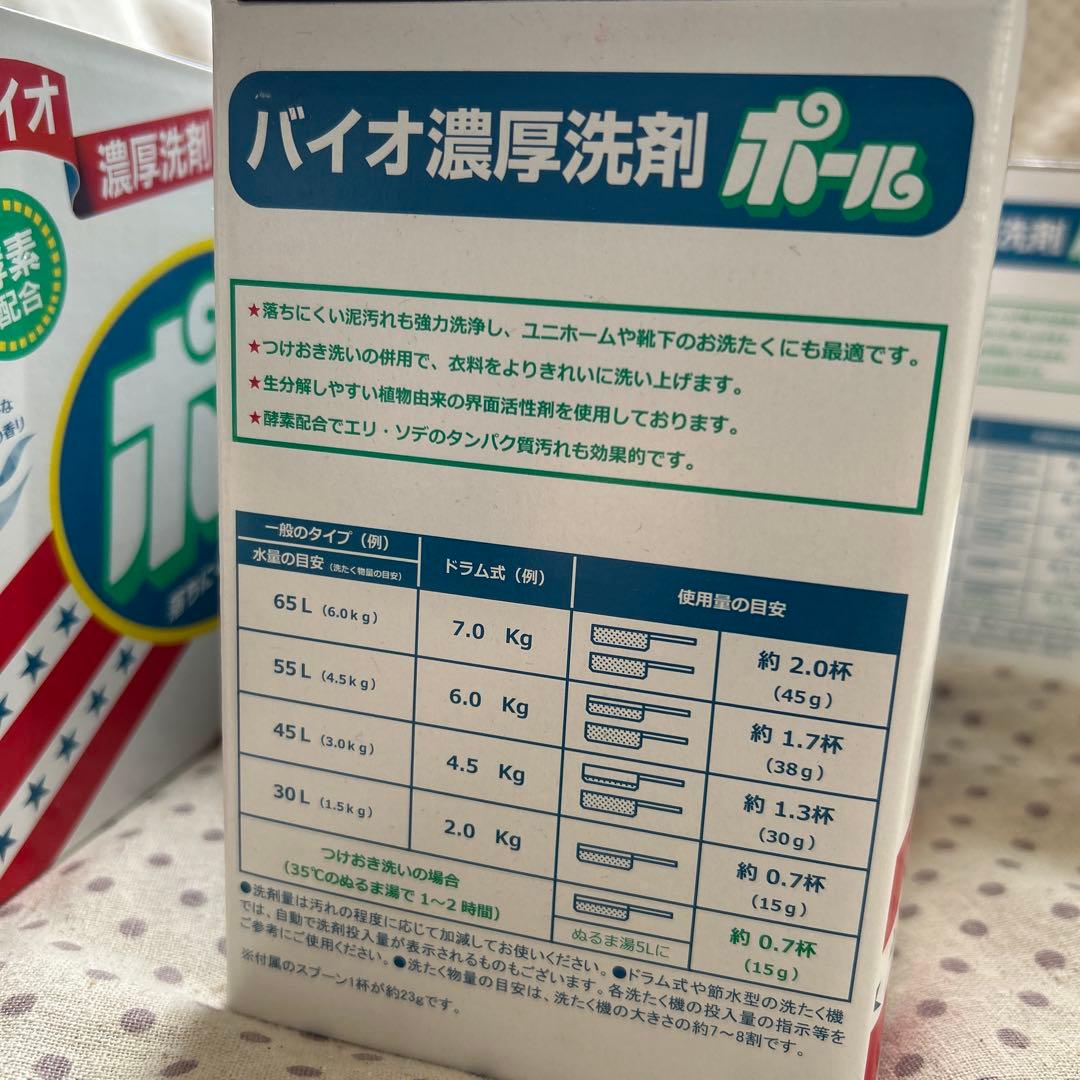 バイオ濃厚洗剤 ポール
★落ちにくい泥汚れも強力洗浄し、ユニホームや靴下のお洗たくにも最適です。
★つけおき洗いの併用で、衣料をよりきれいに洗い上げます。
★生分解しやすい植物由来の界面活性剤を使用しております。
★酵素配合でエリ・ソデのタンパク質汚れも効果的です。
一般のタイプ（例）
水量の目安（洗たく物量の目安）
ドラム式（例）
使用量の目安
65L（6.0kg）
7.0 Kg
約 2.0杯
（45g）
55L（4.5kg）
6.0 Kg
約 1.7杯
（38g）
45L（3.0kg）
4.5 Kg
約 1.3杯
（30g）
30L（1.5kg）
2.0 Kg
約 0.7杯
（15g）
つけおき洗いの場合
（35℃のぬるま湯で 1～2 時間）
ぬるま湯5Lに
約 0.7杯
（15g）
●洗剤量は汚れの程度に応じて加減してお使いください。●ドラム式や節水型の洗たく機
では、自動で洗剤投入量が表示されるものもございます。各洗たく機の投入量の指示等を
ご参考にご使用ください。●洗たく物量の目安は、洗たく機の大きさの約7～8割です。
※付属のスプーン1杯が約23gです。
イオ
濃厚洗剤
素
配合
香り
ポ
洗剤